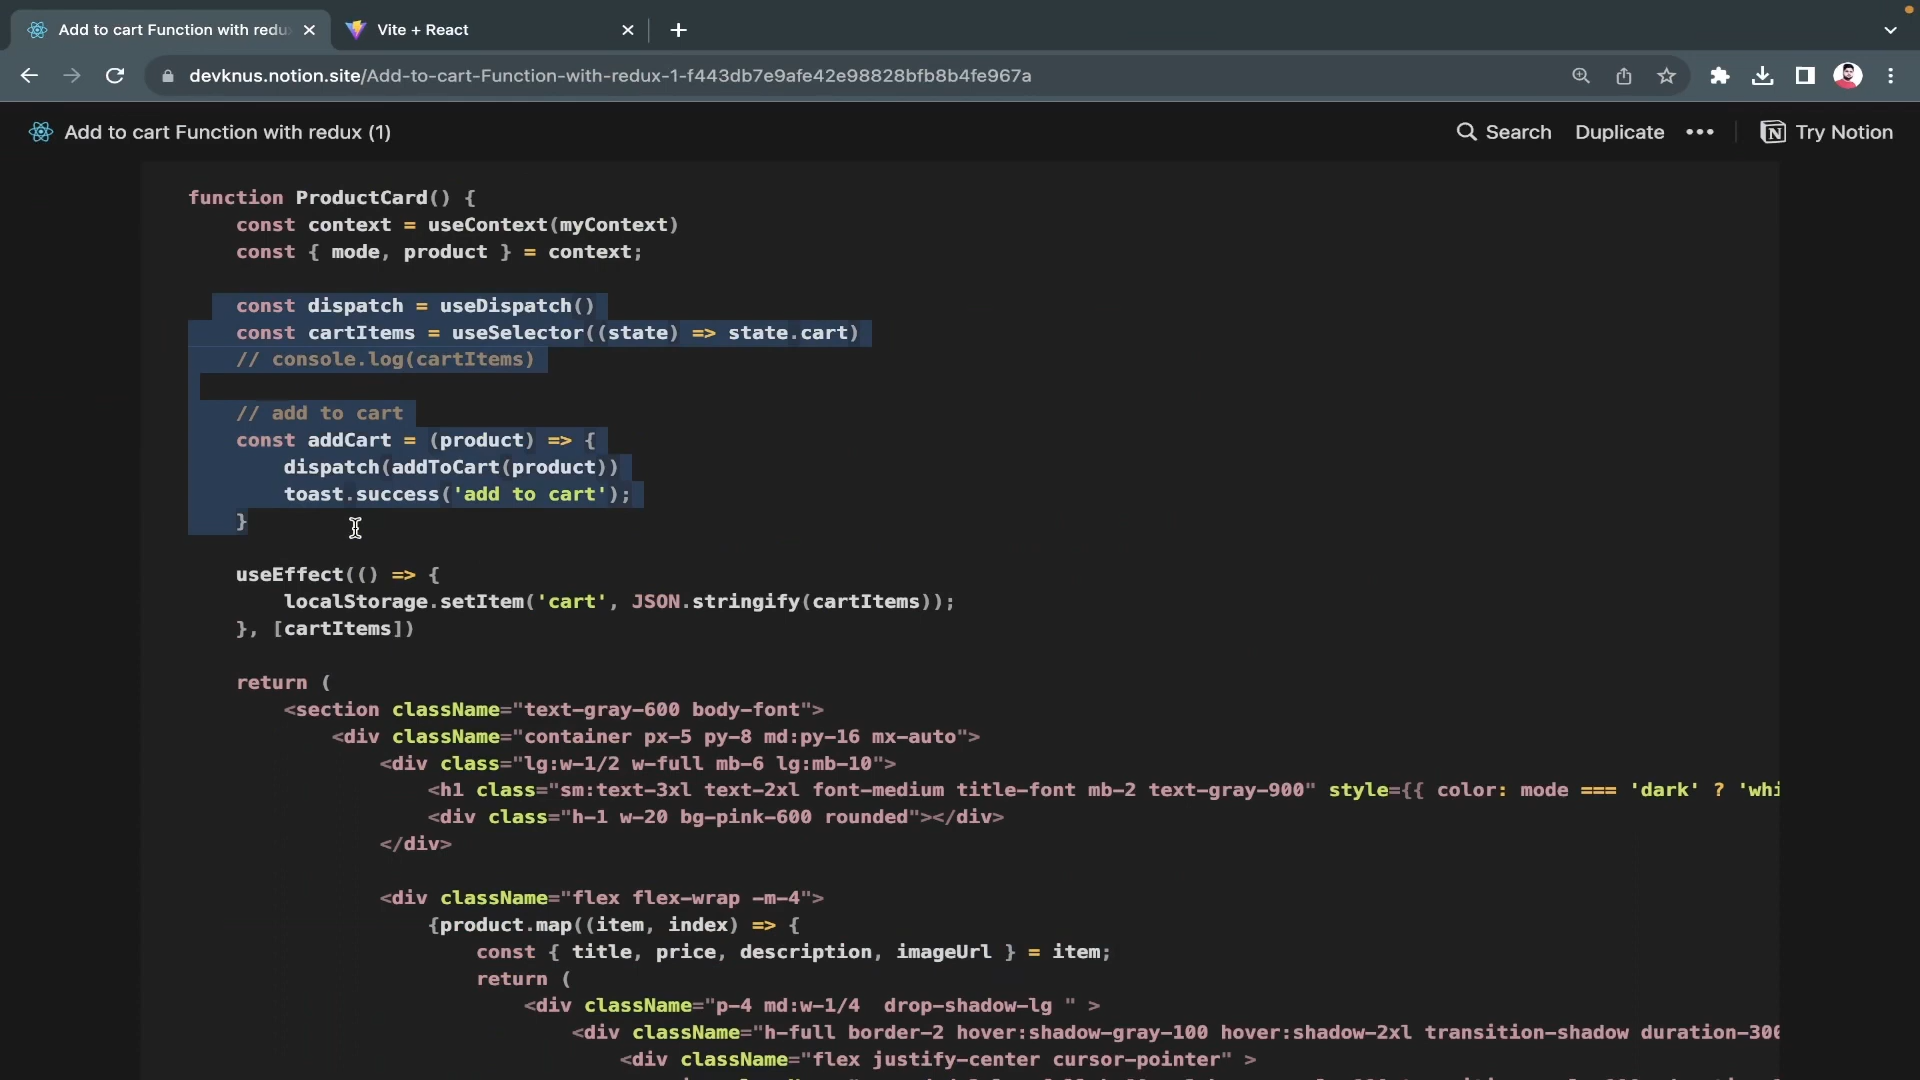 Add to cart Function with redu
Vite + React
devknus.notion.site/Add-to-cart-Function-with-redux-1-f443db7e9afe42e98828bfb8b4fe967a
Add to cart Function with redux (1)
Search
Duplicate
Try Notion
function ProductCard() {
const context = useContext(myContext)
const { mode, product } = context;
const dispatch = useDispatch()
const cartItems = useSelector((state) => state.cart)
// console.log(cartItems)
// add to cart
const addCart = (product) => {
dispatch(addToCart(product))
toast.success('add to cart');
}
useEffect(() => {
localStorage.setItem('cart', JSON.stringify(cartItems));
}, [cartItems])
return (
<section className="text-gray-600 body-font">
<div className="container px-5 py-8 md:py-16 mx-auto">
<div class="lg:w-1/2 w-full mb-6 lg:mb-10">
<h1 class="sm:text-3xl text-2xl font-medium title-font mb-2 text-gray-900" style={{ color: mode === 'dark' ? 'whi
<div class="h-1 w-20 bg-pink-600 rounded"></div>
</div>
<div className="flex flex-wrap -m-4">
{product.map((item, index) => {
const { title, price, description, imageUrl } = item;
return (
<div className="p-4 md:w-1/4  drop-shadow-lg " >
<div className="h-full border-2 hover:shadow-gray-100 hover:shadow-2xl transition-shadow duration-300
<div className="flex justify-center cursor-pointer" >